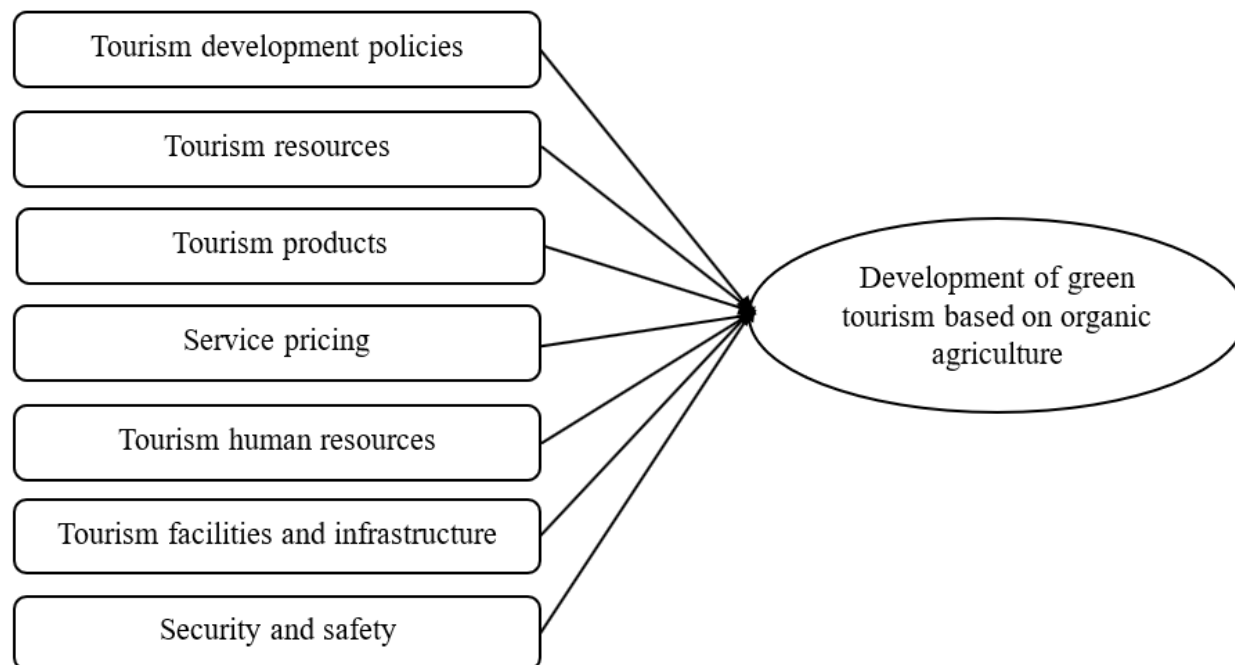 Tourism development policies
Tourism resources
Tourism products
Service pricing
Tourism human resources
Tourism facilities and infrastructure
Security and safety
Development of green
tourism based on organic
agriculture